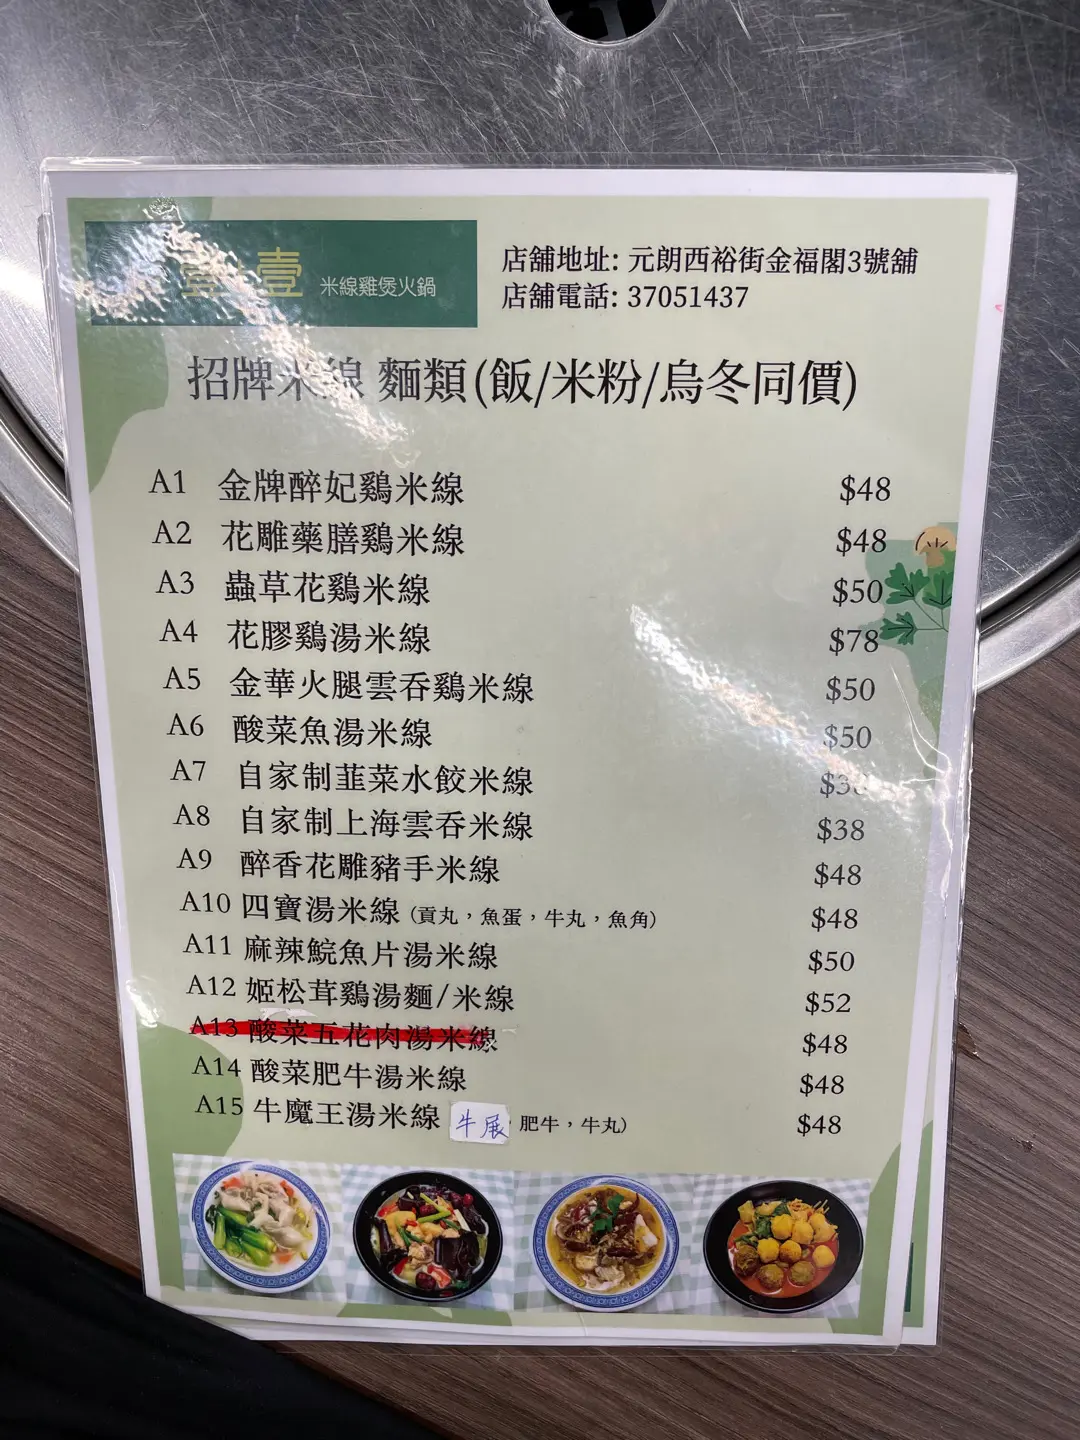 壹壹 米線雞煲火鍋
店舖地址: 元朗西裕街金福閣3號舖
店舖電話: 37051437
招牌米線 麵類(飯/米粉/烏冬同價)
A1 金牌醉妃鷄米線 $48
A2 花雕藥膳鷄米線 $48
A3 蟲草花鷄米線 $50
A4 花膠鷄湯米線 $78
A5 金華火腿雲吞鷄米線 $50
A6 酸菜魚湯米線 $50
A7 自家制韮菜水餃米線
A8 自家制上海雲吞米線 $38
A9 醉香花雕豬手米線 $48
A10 四寶湯米線 (貢丸，魚蛋，牛丸，魚角) $48
A11 麻辣鯇魚片湯米線 $50
A12 姬松茸鷄湯麵/米線 $52
A13 酸菜五花肉湯米線 $48
A14 酸菜肥牛湯米線 $48
A15 牛魔王湯米線 牛展，肥牛，牛丸) $48